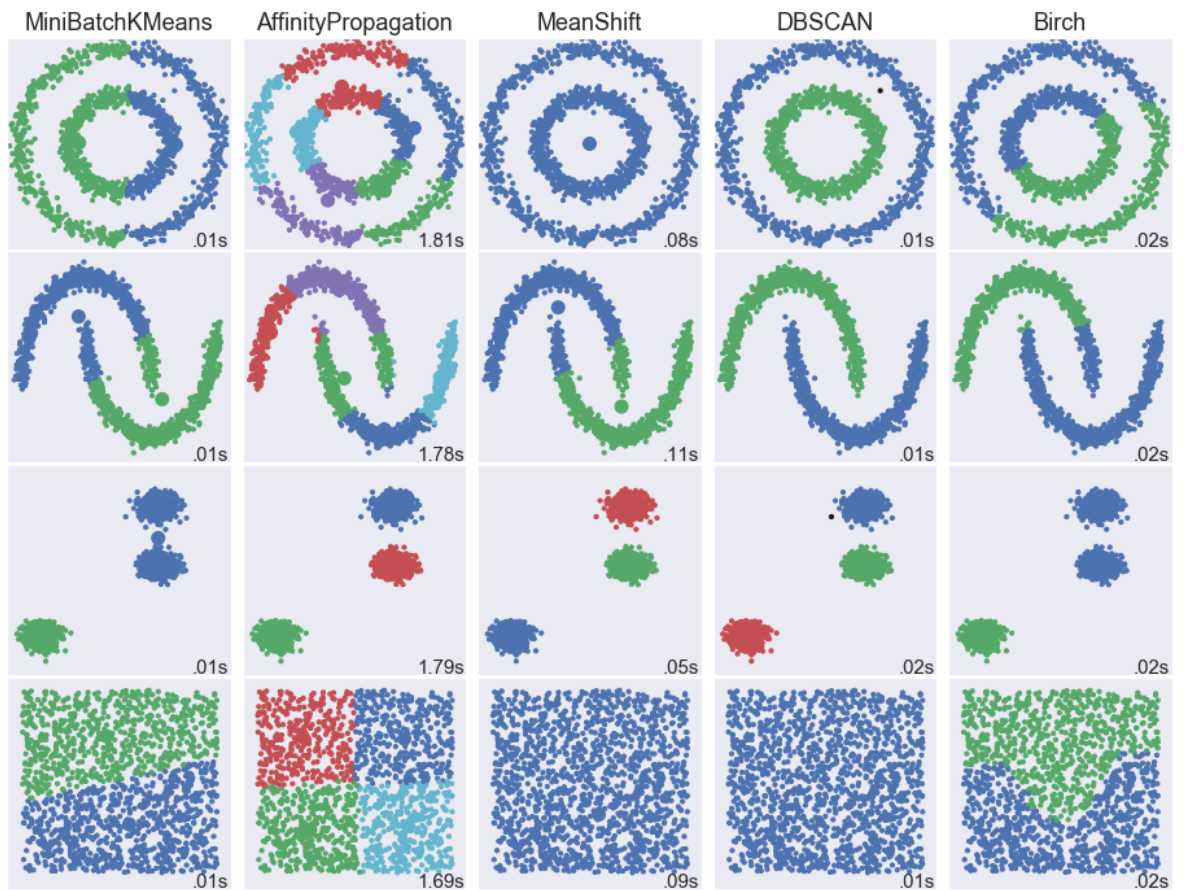 MiniBatchKMeans AffinityPropagation MeanShift DBSCAN Birch
.01s 1.81s .08s .01s .02s
.01s 1.78s .11s .01s .02s
.01s 1.79s .05s .02s .02s
.01s 1.69s .09s .01s .02s